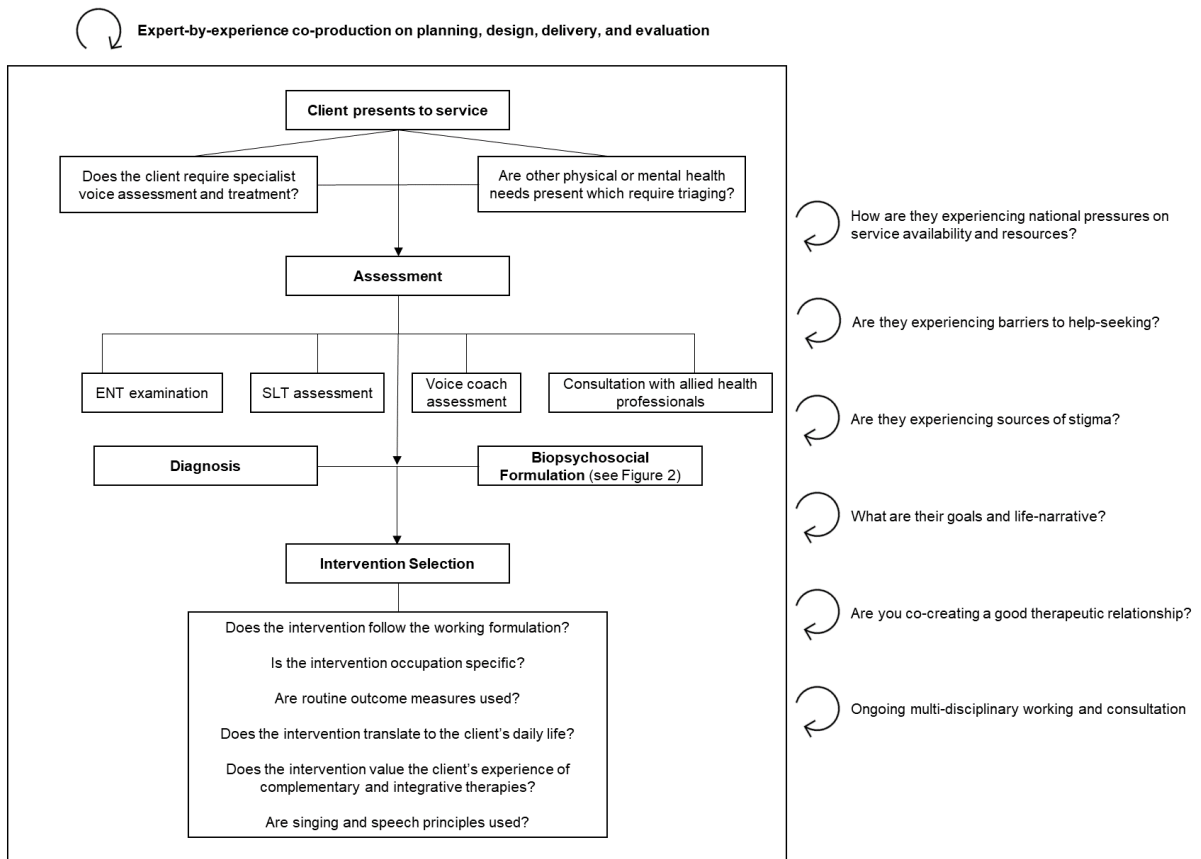 Expert-by-experience co-production on planning, design, delivery, and evaluation
Client presents to service
Does the client require specialist
voice assessment and treatment?
Are other physical or mental health
needs present which require triaging?
Assessment
ENT examination
SLT assessment
Voice coach
assessment
Consultation with allied health
professionals
Diagnosis
Biopsychosocial
Formulation (see Figure 2)
Intervention Selection
Does the intervention follow the working formulation?
Is the intervention occupation specific?
Are routine outcome measures used?
Does the intervention translate to the client's daily life?
Does the intervention value the client's experience of
complementary and integrative therapies?
Are singing and speech principles used?
How are they experiencing national pressures on
service availability and resources?
Are they experiencing barriers to help-seeking?
Are they experiencing sources of stigma?
What are their goals and life-narrative?
Are you co-creating a good therapeutic relationship?
Ongoing multi-disciplinary working and consultation